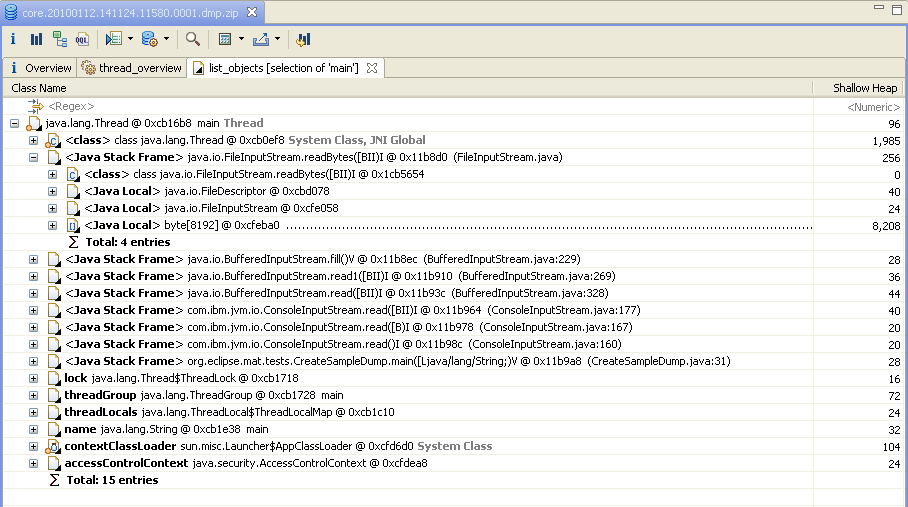 core.20100112.141124.11580.0001.dmp.zip
i OQL
i Overview thread_overview list_objects [selection of 'main']
Class Name Shallow Heap
<Regex> <Numeric>
java.lang.Thread @ 0xcb16b8 main Thread 96
<class> class java.lang.Thread @ 0xcb0ef8 System Class, JNI Global 1,985
<Java Stack Frame> java.io.FileInputStream.readBytes([BII)I @ 0x11b8d0 (FileInputStream.java) 256
<class> class java.io.FileInputStream.readBytes([BII)I @ 0x1cb5654 0
<Java Local> java.io.FileDescriptor @ 0xcbd078 40
<Java Local> java.io.FileInputStream @ 0xcfe058 24
<Java Local> byte[8192] @ 0xcfeba0 8,208
Σ Total: 4 entries
<Java Stack Frame> java.io.BufferedInputStream.fill()V @ 0x11b8ec (BufferedInputStream.java:229) 28
<Java Stack Frame> java.io.BufferedInputStream.read1([BII)I @ 0x11b910 (BufferedInputStream.java:269) 36
<Java Stack Frame> java.io.BufferedInputStream.read([BII)I @ 0x11b93c (BufferedInputStream.java:328) 44
<Java Stack Frame> com.ibm.jvm.io.ConsoleInputStream.read([BII)I @ 0x11b964 (ConsoleInputStream.java:177) 40
<Java Stack Frame> com.ibm.jvm.io.ConsoleInputStream.read([B)I @ 0x11b978 (ConsoleInputStream.java:167) 20
<Java Stack Frame> com.ibm.jvm.io.ConsoleInputStream.read()I @ 0x11b98c (ConsoleInputStream.java:160) 20
<Java Stack Frame> org.eclipse.mat.tests.CreateSampleDump.main([Ljava/lang/String;)V @ 0x11b9a8 (CreateSampleDump.java:31) 28
lock java.lang.Thread$ThreadLock @ 0xcb1718 16
threadGroup java.lang.ThreadGroup @ 0xcb1728 main 72
threadLocals java.lang.ThreadLocal$ThreadLocalMap @ 0xcb1c10 24
name java.lang.String @ 0xcb1e38 main 32
contextClassLoader sun.misc.Launcher$AppClassLoader @ 0xcfd6d0 System Class 104
accessControlContext java.security.AccessControlContext @ 0xcfdea8 24
Σ Total: 15 entries